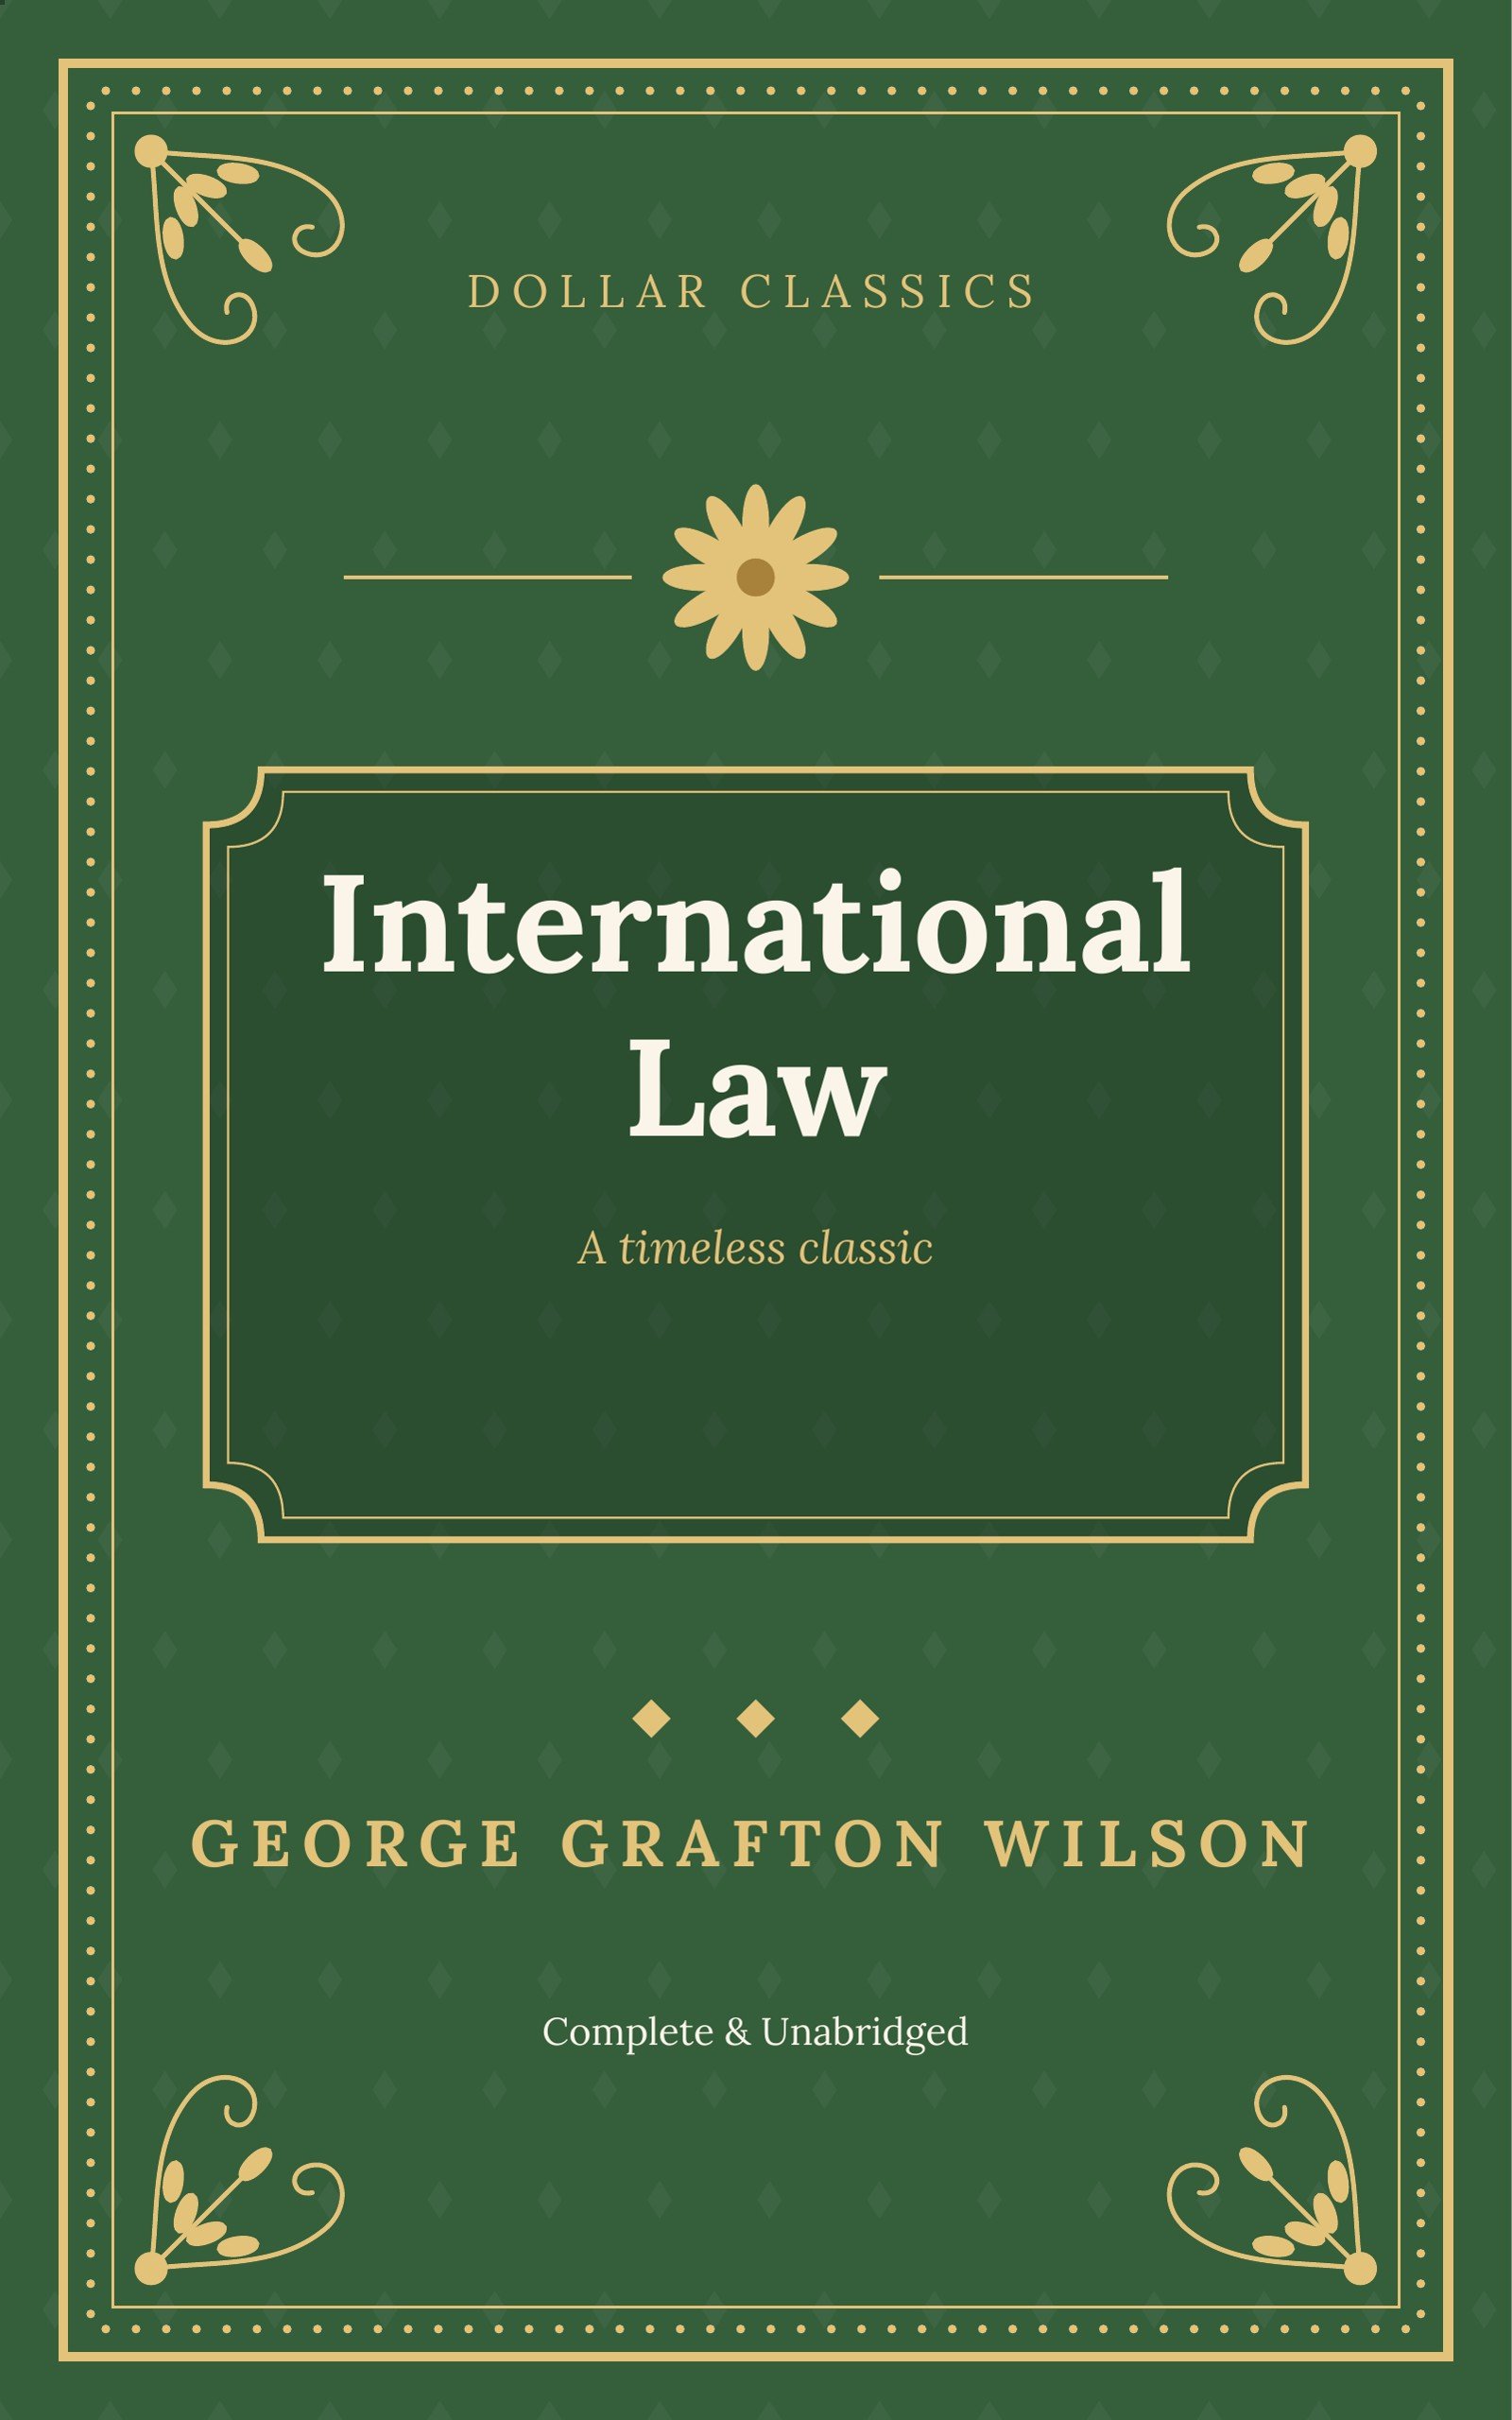 DOLLAR CLASSICS
International
Law
A timeless classic
GEORGE GRAFTON WILSON
Complete & Unabridged